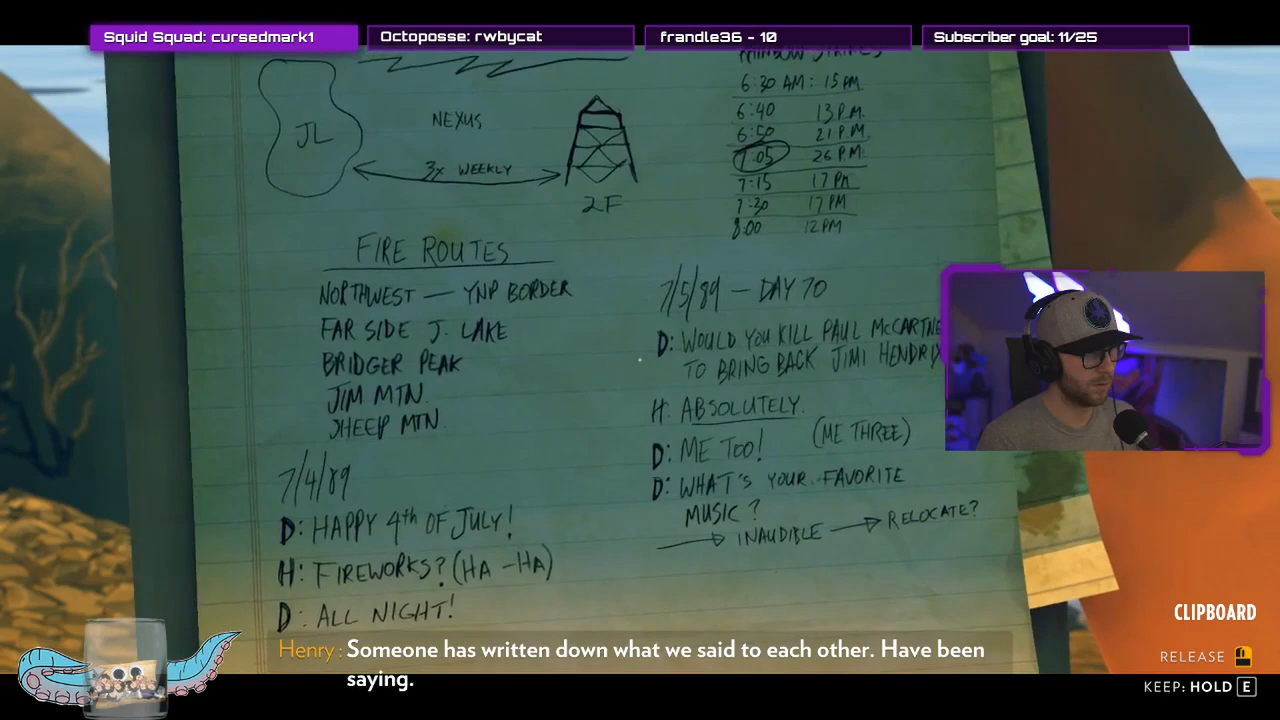 Squid Squad: cursedmark1
Octoposse: rwbycat
frandle36 - 10
Subscriber goal: 11/25
JL
NEXUS
3x WEEKLY
2F
6:30 AM: 15 PM
6:40 13 P.M.
6:50 21 P.M.
7:05 26 P.M.
7:15 17 PM
7:30 17 PM
8:00 12 PM
FIRE ROUTES
NORTHWEST — YNP BORDER
FAR SIDE J. LAKE
BRIDGER PEAK
JIM MTN.
SHEEP MTN.
7/4/89
D: HAPPY 4th OF JULY!
H: FIREWORKS? (HA-HA)
D: ALL NIGHT!
7/5/89 — DAY 70
D: WOULD YOU KILL PAUL McCARTNE
TO BRING BACK JIMI HENDRIX
H: ABSOLUTELY.
D: ME TOO! (ME THREE)
D: WHAT'S YOUR FAVORITE
MUSIC?
→ INAUDIBLE → RELOCATE?
CLIPBOARD
RELEASE
KEEP: HOLD E
Henry: Someone has written down what we said to each other. Have been
saying.